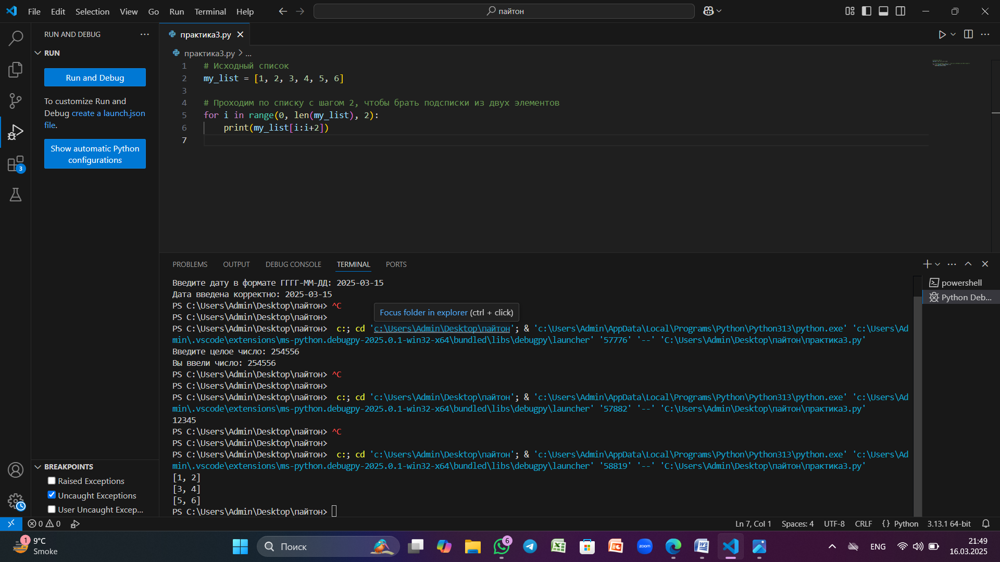 File Edit Selection View Go Run Terminal Help
пайтон
RUN AND DEBUG
RUN
Run and Debug
To customize Run and
Debug create a launch.json
file.
Show automatic Python
configurations
3
BREAKPOINTS
Raised Exceptions
Uncaught Exceptions
User Uncaught Excep...
практика3.py
практика3.py > ...
1 # Исходный список
2 my_list = [1, 2, 3, 4, 5, 6]
3
4 # Проходим по списку с шагом 2, чтобы брать подсписки из двух элементов
5 for i in range(0, len(my_list), 2):
6     print(my_list[i:i+2])
7
PROBLEMS OUTPUT DEBUG CONSOLE TERMINAL PORTS
powershell
Python Deb...
Введите дату в формате ГГГГ-ММ-ДД: 2025-03-15
Дата введена корректно: 2025-03-15
PS C:\Users\Admin\Desktop\пайтон> ^C
Focus folder in explorer (ctrl + click)
PS C:\Users\Admin\Desktop\пайтон>
PS C:\Users\Admin\Desktop\пайтон>  c:; cd 'c:\Users\Admin\Desktop\пайтон'; & 'c:\Users\Admin\AppData\Local\Programs\Python\Python313\python.exe' 'c:\Users\Ad
min\.vscode\extensions\ms-python.debugpy-2025.0.1-win32-x64\bundled\libs\debugpy\launcher' '57776' '--' 'C:\Users\Admin\Desktop\пайтон\практика3.py'
Введите целое число: 254556
Вы ввели число: 254556
PS C:\Users\Admin\Desktop\пайтон> ^C
PS C:\Users\Admin\Desktop\пайтон>
PS C:\Users\Admin\Desktop\пайтон>  c:; cd 'c:\Users\Admin\Desktop\пайтон'; & 'c:\Users\Admin\AppData\Local\Programs\Python\Python313\python.exe' 'c:\Users\Ad
min\.vscode\extensions\ms-python.debugpy-2025.0.1-win32-x64\bundled\libs\debugpy\launcher' '57882' '--' 'C:\Users\Admin\Desktop\пайтон\практика3.py'
12345
PS C:\Users\Admin\Desktop\пайтон> ^C
PS C:\Users\Admin\Desktop\пайтон>
PS C:\Users\Admin\Desktop\пайтон>  c:; cd 'c:\Users\Admin\Desktop\пайтон'; & 'c:\Users\Admin\AppData\Local\Programs\Python\Python313\python.exe' 'c:\Users\Ad
min\.vscode\extensions\ms-python.debugpy-2025.0.1-win32-x64\bundled\libs\debugpy\launcher' '58819' '--' 'C:\Users\Admin\Desktop\пайтон\практика3.py'
[1, 2]
[3, 4]
[5, 6]
PS C:\Users\Admin\Desktop\пайтон>
0 0 Ln 7, Col 1 Spaces: 4 UTF-8 CRLF {} Python 3.13.1 64-bit
1 9°C
Smoke
Поиск
6
zoom
ENG
21:49
16.03.2025